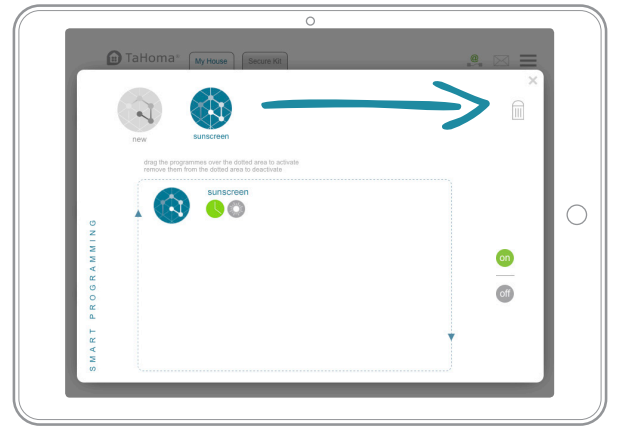 TaHoma®
My House
Secure Kit
@
new
sunscreen
drag the programmes over the dotted area to activate
remove them from the dotted area to deactivate
sunscreen
SMART PROGRAMMING
on
off